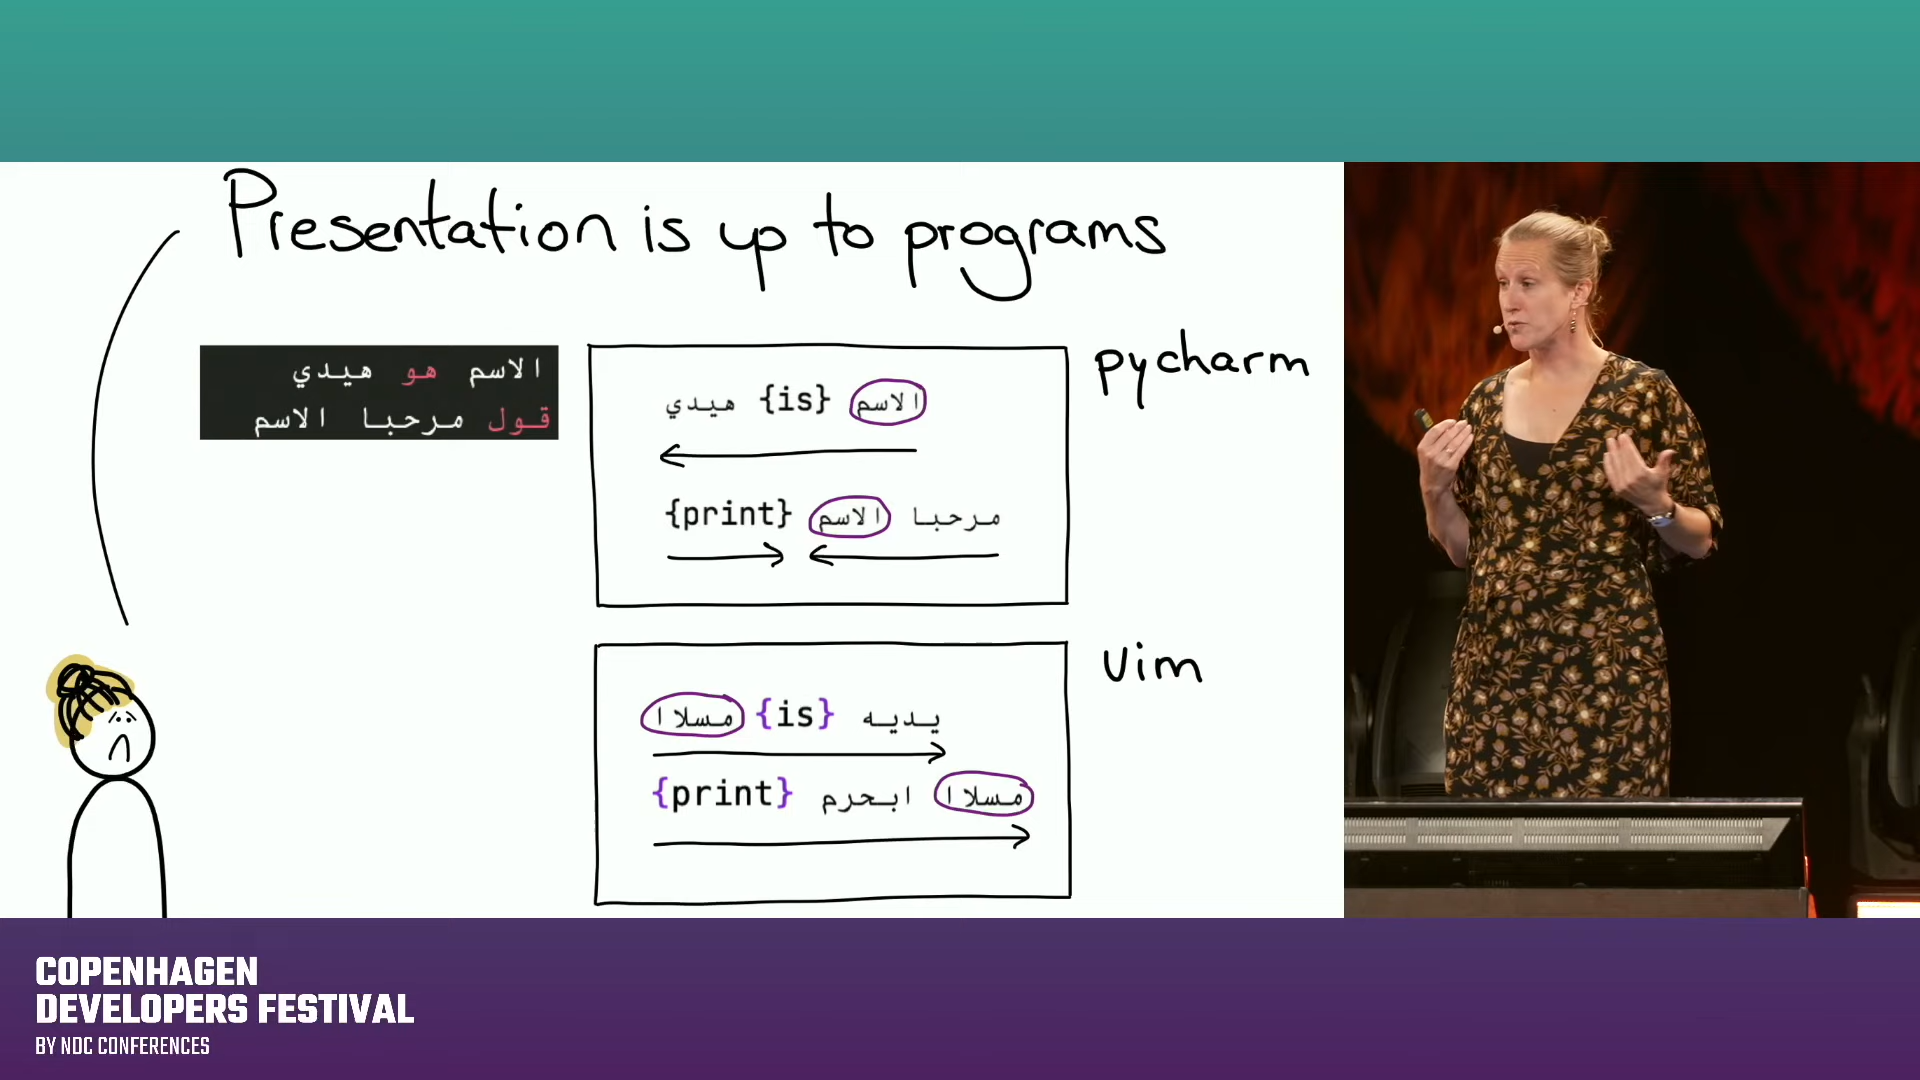 Presentation is up to programs
الاسم هو هيدي
قول مرحبا الاسم
pycharm
الاسم {is} هيدي
{print} مرحبا الاسم
vim
مسلاا {is} يديه
{print} ابحرم مسلاا
COPENHAGEN
DEVELOPERS FESTIVAL
BY NDC CONFERENCES